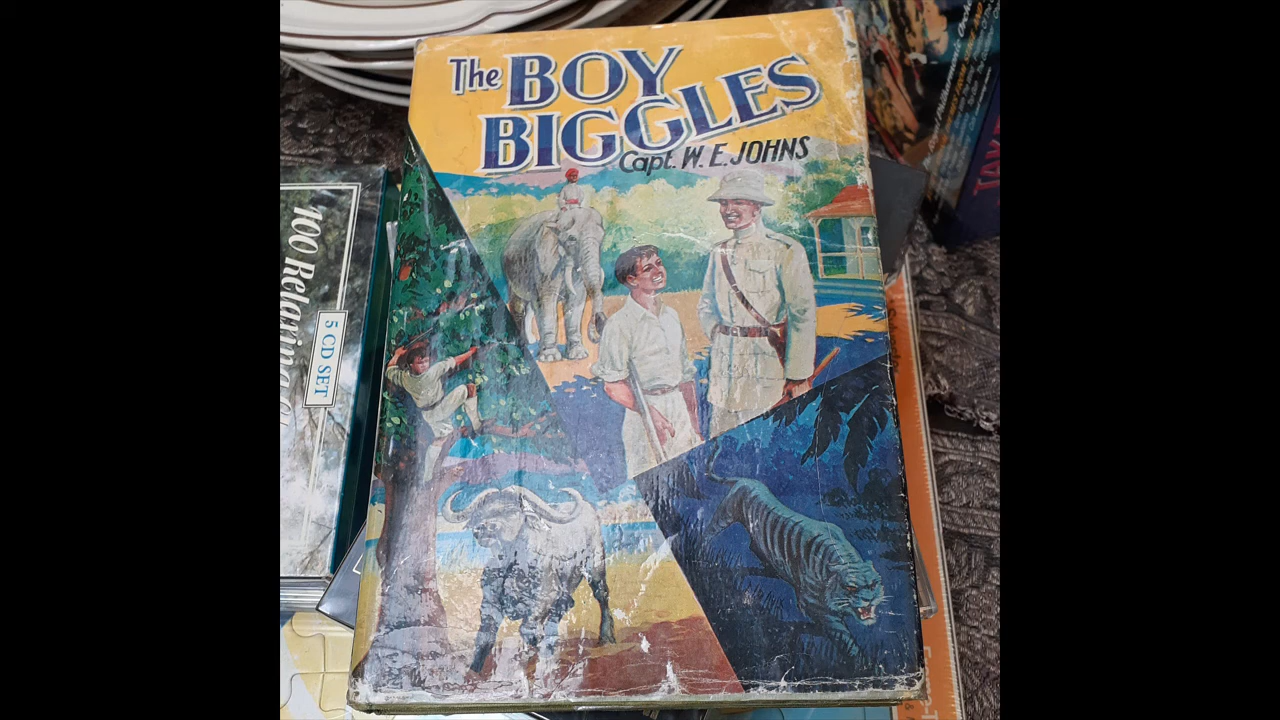 The BOY
BIGGLES
Capt. W. E. JOHNS
100 Relaxing
5 CD SET